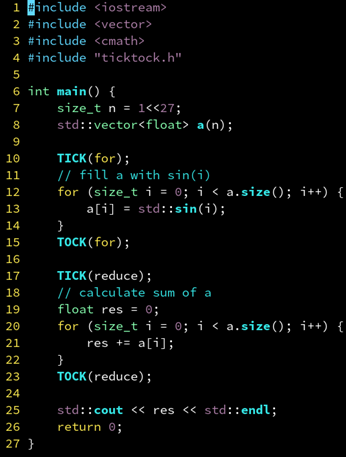 1 #include <iostream>
2 #include <vector>
3 #include <cmath>
4 #include "ticktock.h"
5
6 int main() {
7     size_t n = 1<<27;
8     std::vector<float> a(n);
9
10     TICK(for);
11     // fill a with sin(i)
12     for (size_t i = 0; i < a.size(); i++) {
13         a[i] = std::sin(i);
14     }
15     TOCK(for);
16
17     TICK(reduce);
18     // calculate sum of a
19     float res = 0;
20     for (size_t i = 0; i < a.size(); i++) {
21         res += a[i];
22     }
23     TOCK(reduce);
24
25     std::cout << res << std::endl;
26     return 0;
27 }